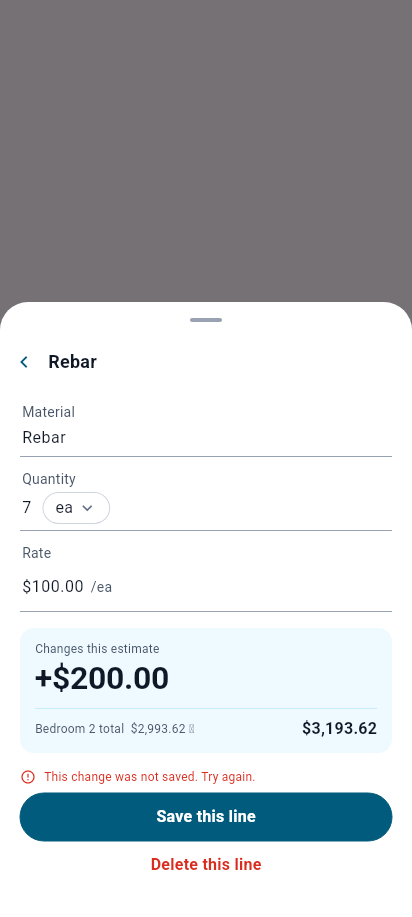 Rebar
Material
Rebar
Quantity
7 ea
Rate
$100.00 /ea
Changes this estimate
+$200.00
Bedroom 2 total $2,993.62 $3,193.62
This change was not saved. Try again.
Save this line
Delete this line